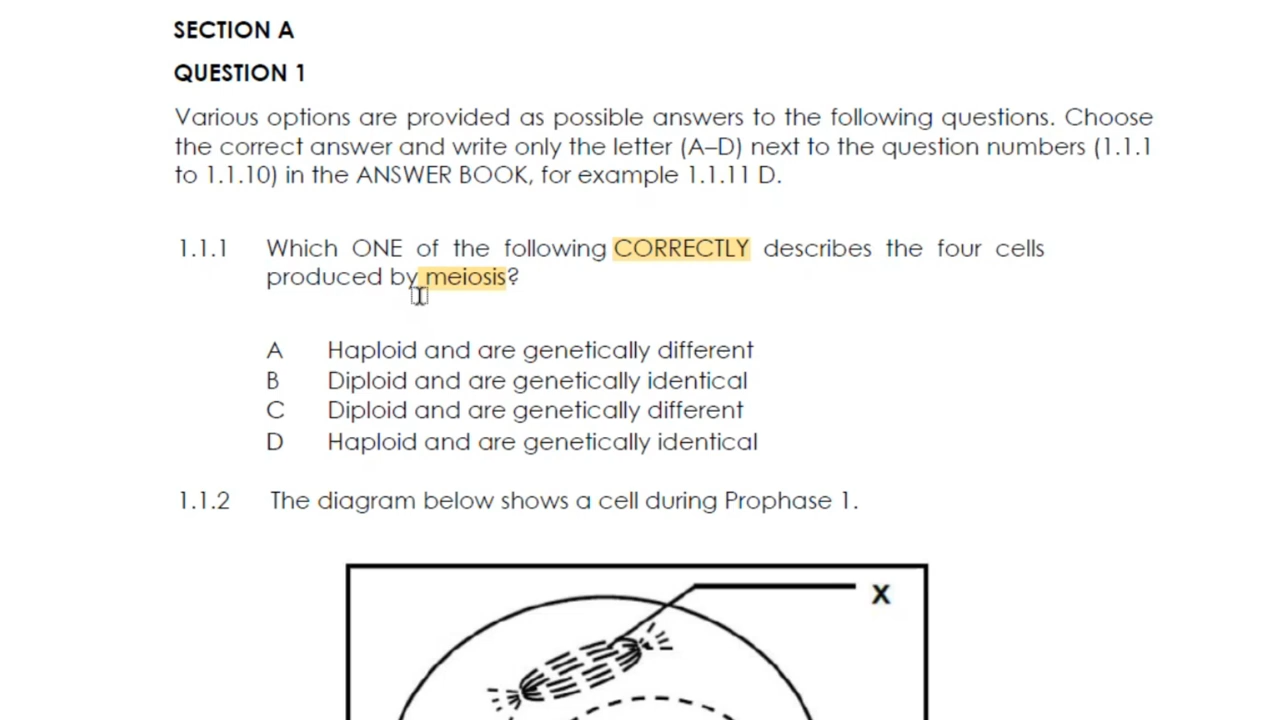 SECTION A
QUESTION 1
Various options are provided as possible answers to the following questions. Choose
the correct answer and write only the letter (A–D) next to the question numbers (1.1.1
to 1.1.10) in the ANSWER BOOK, for example 1.1.11 D.
1.1.1 Which ONE of the following CORRECTLY describes the four cells
produced by meiosis?
A Haploid and are genetically different
B Diploid and are genetically identical
C Diploid and are genetically different
D Haploid and are genetically identical
1.1.2 The diagram below shows a cell during Prophase 1.
X